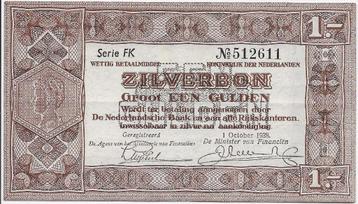 1.-
Serie FK
№ 512611
WETTIG BETAALMIDDEL KONINKRIJK DER NEDERLANDEN
ZILVERBON
Groot EEN GULDEN
Wordt ter betaling aangenomen door
De Nederlandsche Bank en aan alle Rijkskantoren.
Inwisselbaar in zilver na aankondiging.
Geregistreerd 1 October 1938.
De Agent van het Ministerie van Financiën De Minister van Financiën
1.-